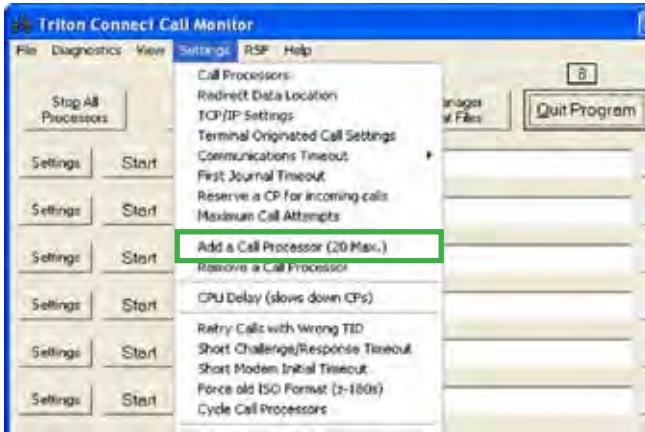 Triton Connect Call Monitor
File Diagnostics View Settings RSF Help
8
Stop All
Processors
Quit Program
Call Processors
Redirect Data Location
TCP/IP Settings
Terminal Originated Call Settings
Communications Timeout
First Journal Timeout
Reserve a CP for incoming calls
Maximum Call Attempts
Add a Call Processor (20 Max.)
Remove a Call Processor
CPU Delay (slows down CPs)
Retry Calls with Wrong TID
Short Challenge/Response Timeout
Short Modem Initial Timeout
Force old ISO Format (z-180s)
Cycle Call Processors
Settings Start
Settings Start
Settings Start
Settings Start
Settings Start
Settings Start